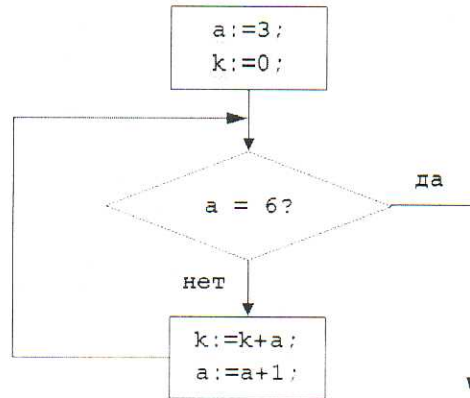 a:=3;
k:=0;
a = 6?
да
нет
k:=k+a;
a:=a+1;